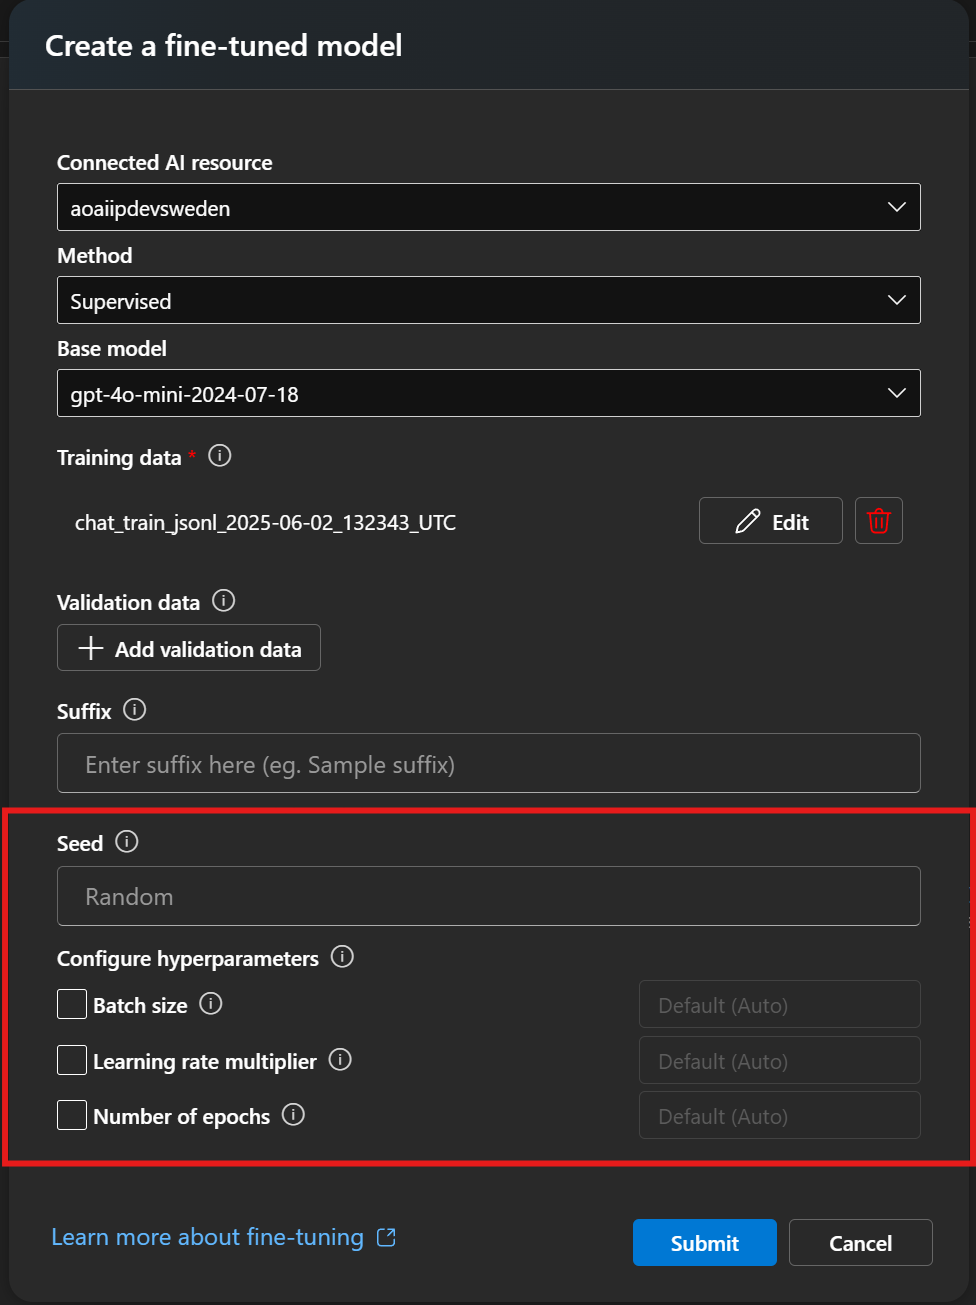 Create a fine-tuned model
Connected AI resource
aoaiipdevsweden
Method
Supervised
Base model
gpt-4o-mini-2024-07-18
Training data *
chat_train_jsonl_2025-06-02_132343_UTC
Edit
Validation data
Add validation data
Suffix
Enter suffix here (eg. Sample suffix)
Seed
Random
Configure hyperparameters
Batch size Default (Auto)
Learning rate multiplier Default (Auto)
Number of epochs Default (Auto)
Learn more about fine-tuning
Submit
Cancel